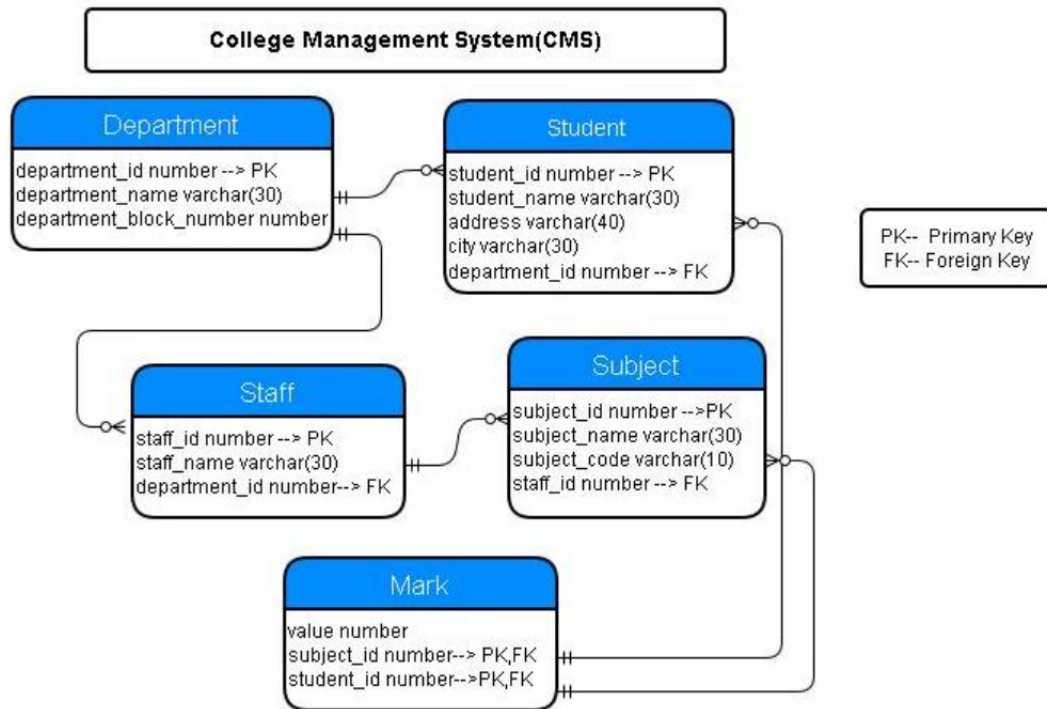 College Management System(CMS)
Department
department_id number --> PK
department_name varchar(30)
department_block_number number
Student
student_id number --> PK
student_name varchar(30)
address varchar(40)
city varchar(30)
department_id number --> FK
PK-- Primary Key
FK-- Foreign Key
Staff
staff_id number --> PK
staff_name varchar(30)
department_id number--> FK
Subject
subject_id number -->PK
subject_name varchar(30)
subject_code varchar(10)
staff_id number --> FK
Mark
value number
subject_id number--> PK,FK
student_id number-->PK,FK